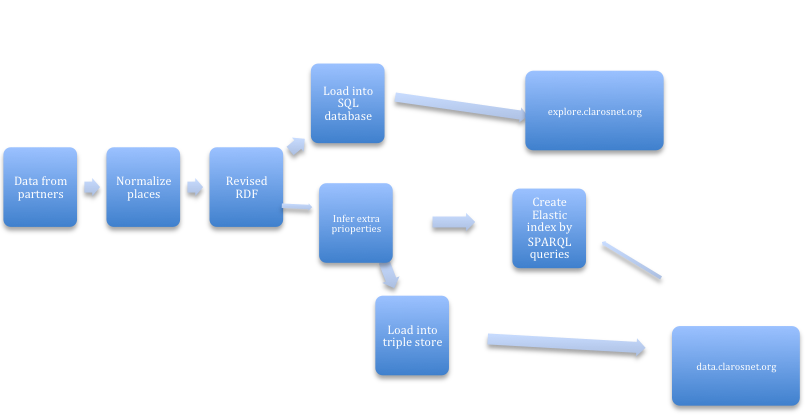 Data from
partners
Normalize
places
Revised
RDF
Load into
SQL
database
explore.clarosnet.org
Infer extra
prioperties
Create
Elastic
index by
SPARQL
queries
Load into
triple store
data.clarosnet.org